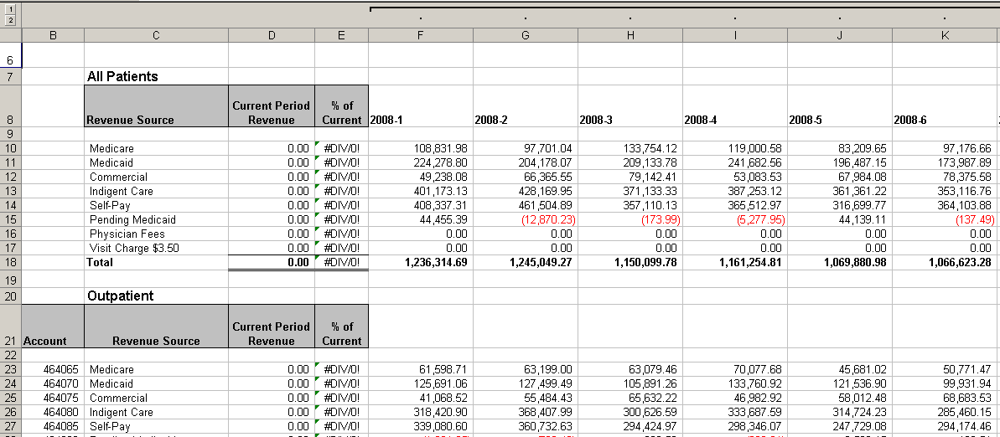 1
2
B C D E F G H I J K
6
7 All Patients
Current Period % of
8 Revenue Source Revenue Current 2008-1 2008-2 2008-3 2008-4 2008-5 2008-6
9
10 Medicare 0.00 #DIV/0! 108,831.98 97,701.04 133,754.12 119,000.58 83,209.65 97,176.66
11 Medicaid 0.00 #DIV/0! 224,278.80 204,178.07 209,133.78 241,682.56 196,487.15 173,987.89
12 Commercial 0.00 #DIV/0! 49,238.08 66,365.55 79,142.41 53,083.53 67,984.08 78,375.58
13 Indigent Care 0.00 #DIV/0! 401,173.13 428,169.95 371,133.33 387,253.12 361,361.22 353,116.76
14 Self-Pay 0.00 #DIV/0! 408,337.31 461,504.89 357,110.13 365,512.97 316,699.77 364,103.88
15 Pending Medicaid 0.00 #DIV/0! 44,455.39 (12,870.23) (173.99) (5,277.95) 44,139.11 (137.49)
16 Physician Fees 0.00 #DIV/0! 0.00 0.00 0.00 0.00 0.00 0.00
17 Visit Charge $3.50 0.00 #DIV/0! 0.00 0.00 0.00 0.00 0.00 0.00
18 Total 0.00 #DIV/0! 1,236,314.69 1,245,049.27 1,150,099.78 1,161,254.81 1,069,880.98 1,066,623.28
19
20 Outpatient
Current Period % of
21 Account Revenue Source Revenue Current
22
23 464065 Medicare 0.00 #DIV/0! 61,598.71 63,199.00 63,079.46 70,077.68 45,681.02 50,771.47
24 464070 Medicaid 0.00 #DIV/0! 125,691.06 127,499.49 105,891.26 133,760.92 121,536.90 99,931.94
25 464075 Commercial 0.00 #DIV/0! 41,068.52 55,484.43 65,632.22 46,982.92 58,012.48 68,683.53
26 464080 Indigent Care 0.00 #DIV/0! 318,420.90 368,407.99 300,626.59 333,687.59 314,724.23 285,460.15
27 464085 Self-Pay 0.00 #DIV/0! 339,080.60 360,732.63 294,424.97 298,346.07 247,729.08 294,174.46